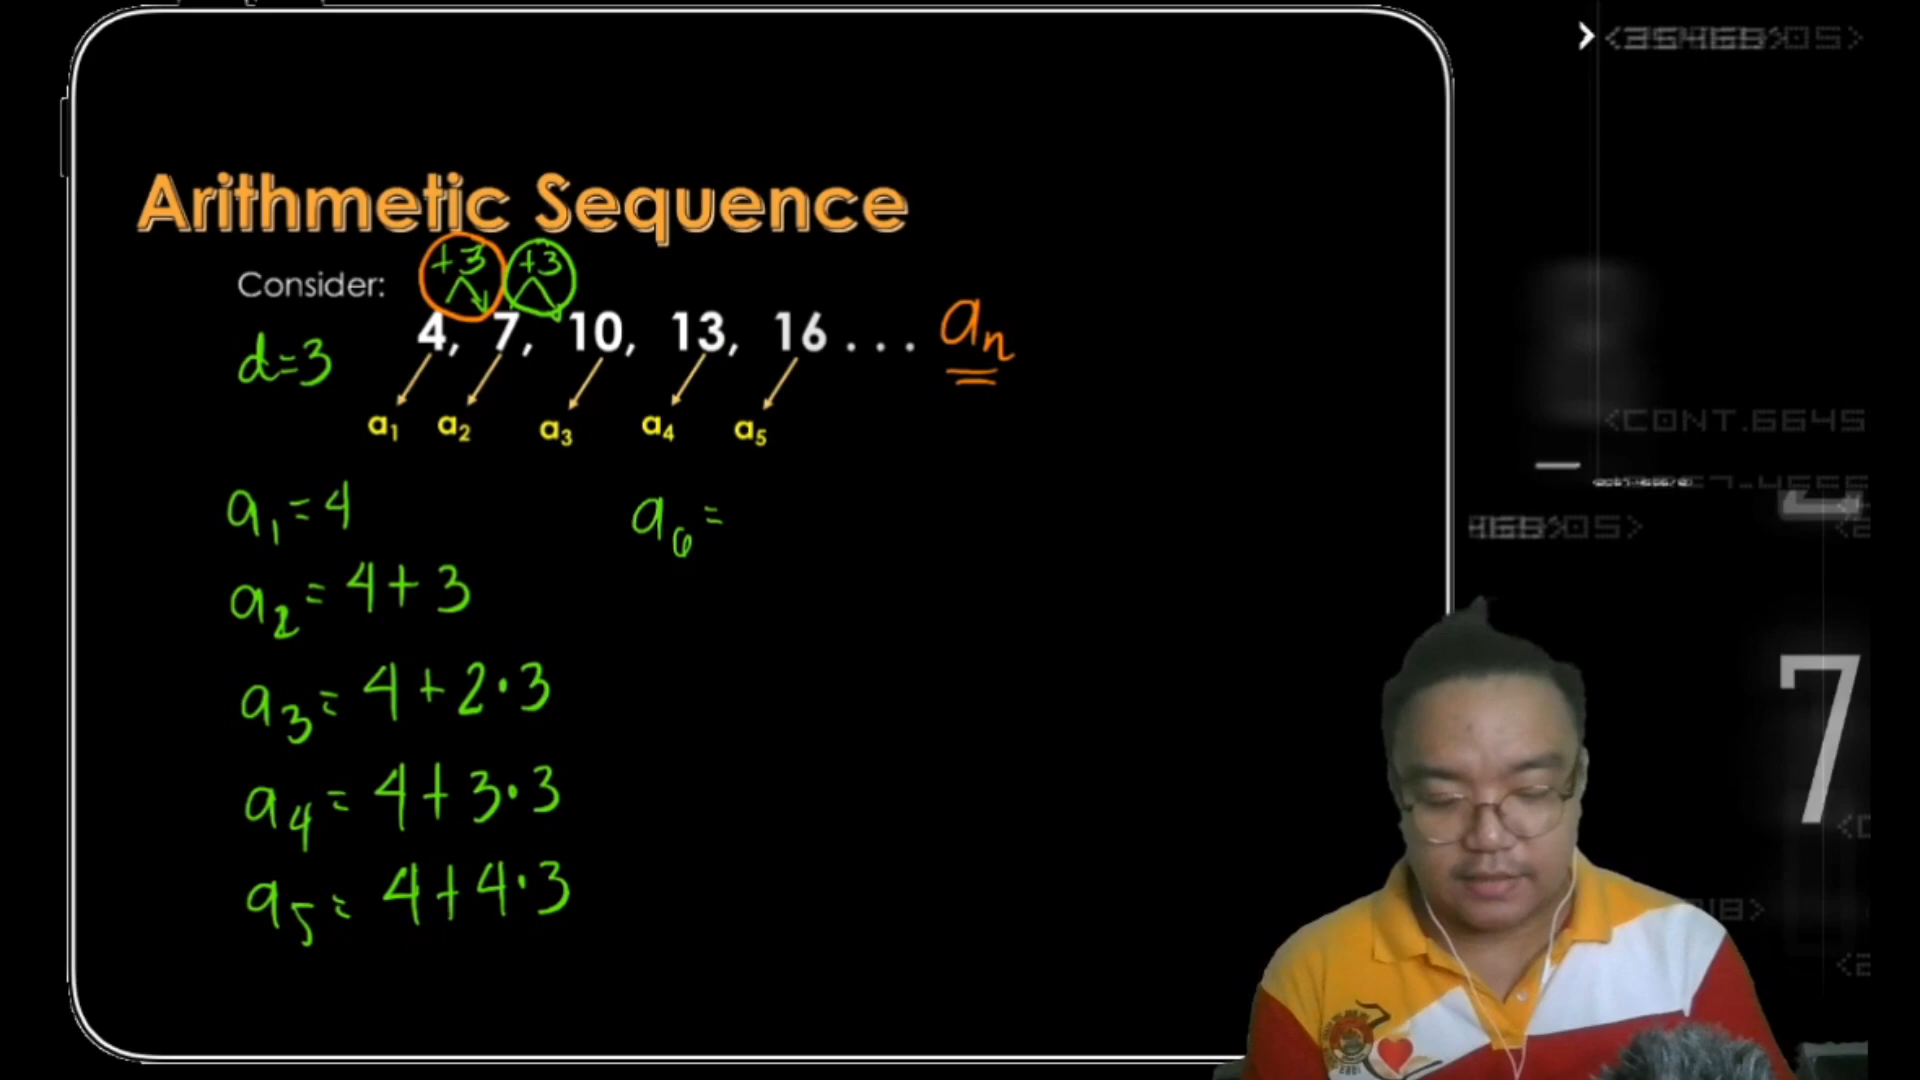 Arithmetic Sequence
+3 +3
Consider:
4, 7, 10, 13, 16 . . . an
d=3
a1 a2 a3 a4 a5
a1 = 4
a2 = 4 + 3
a3 = 4 + 2·3
a4 = 4 + 3·3
a5 = 4 + 4·3
a6 =
<CONT.6645
7